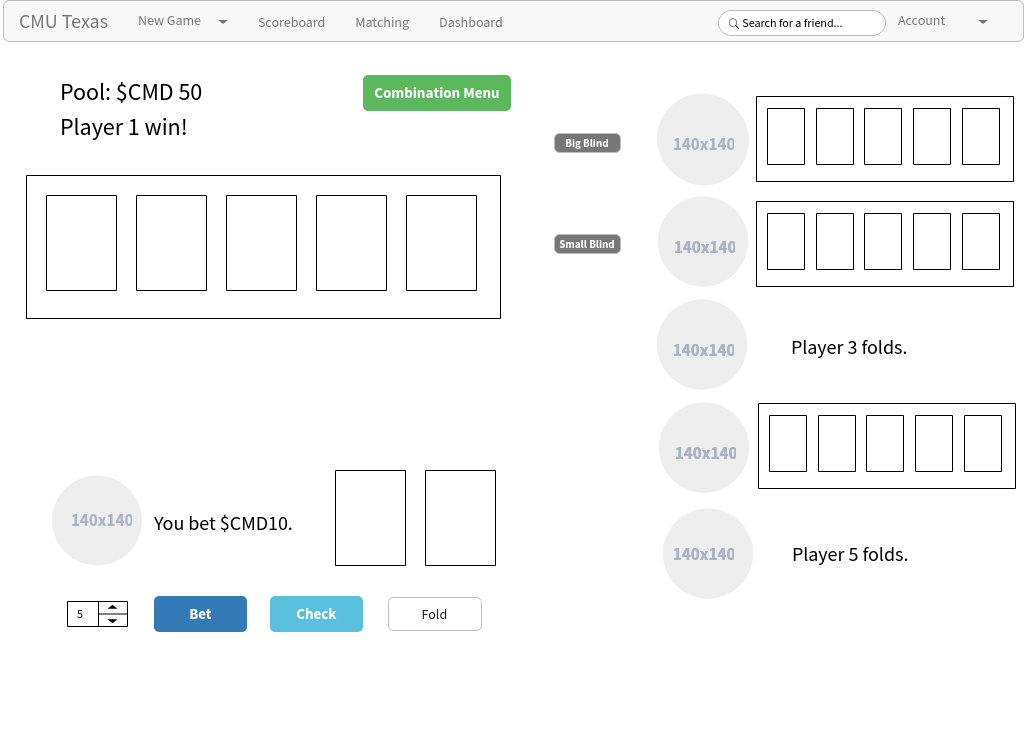 CMU Texas New Game Scoreboard Matching Dashboard Search for a friend... Account
Pool: $CMD 50
Combination Menu
Player 1 win!
Big Blind
140x140
Small Blind
140x140
140x140
Player 3 folds.
140x140
140x140
You bet $CMD10.
140x140
Player 5 folds.
5
Bet
Check
Fold